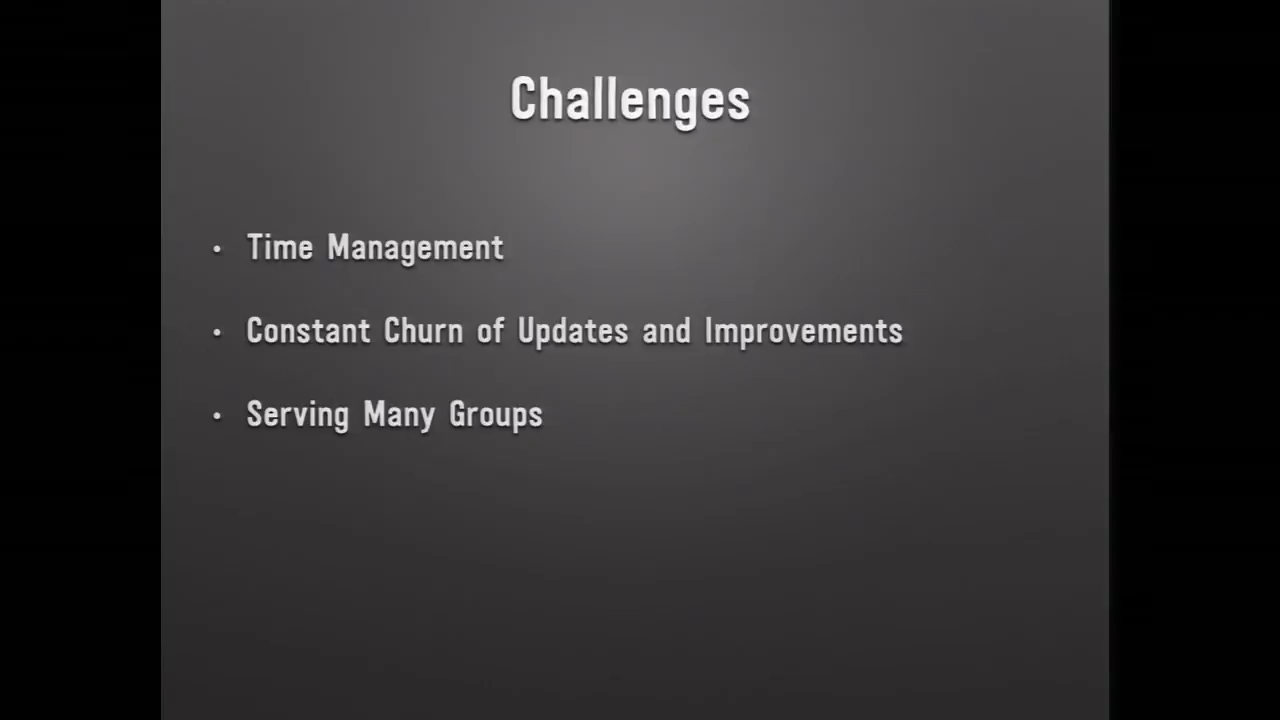 Challenges
• Time Management
• Constant Churn of Updates and Improvements
• Serving Many Groups